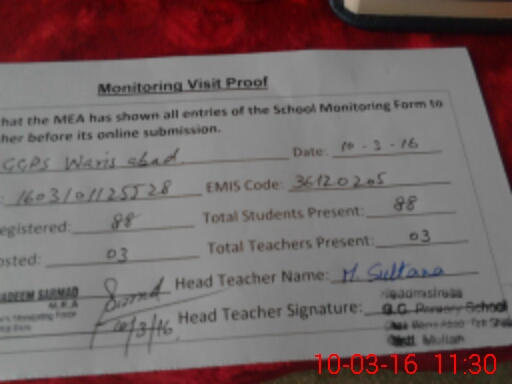 Monitoring Visit Proof
hat the MEA has shown all entries of the School Monitoring Form to
her before its online submission.
GGPS Waris abad. Date: 10-3-16
: 1603101125528 EMIS Code: 36120205
egistered: 88 Total Students Present: 88
osted: 03 Total Teachers Present: 03
ADEEM SARMAD Head Teacher Name: M. Sultana
M.E.A
Headmistress
10/3/16 Head Teacher Signature: G.G. Primary School
10-03-16 11:30